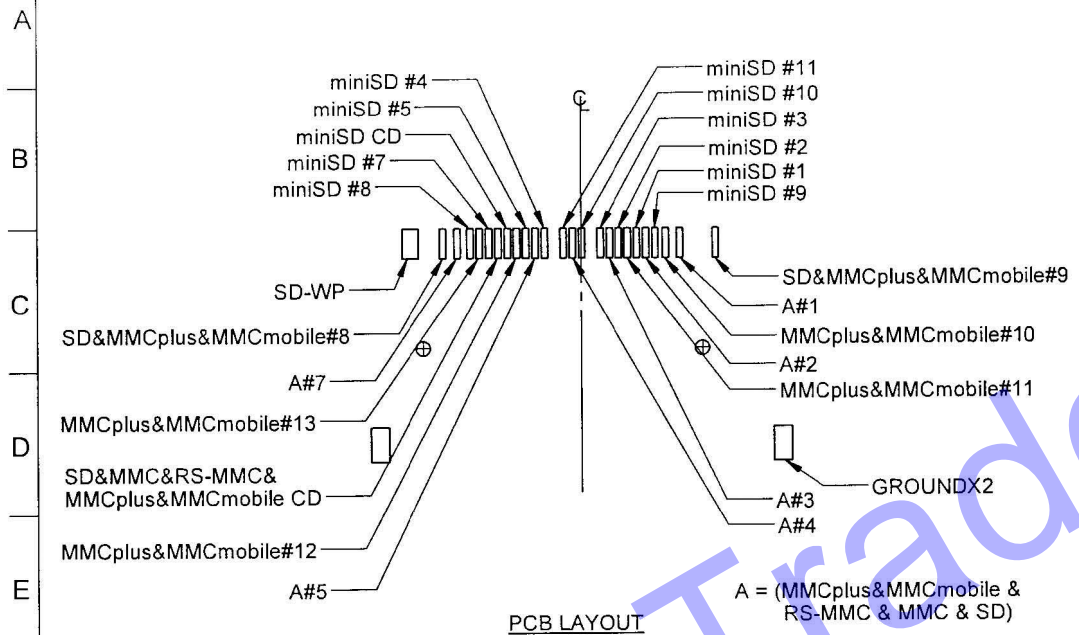 A
B
C
D
E
miniSD #4
miniSD #5
miniSD CD
miniSD #7
miniSD #8
miniSD #11
miniSD #10
miniSD #3
miniSD #2
miniSD #1
miniSD #9
℄
SD-WP
SD&MMCplus&MMCmobile#8
A#7
MMCplus&MMCmobile#13
SD&MMC&RS-MMC&
MMCplus&MMCmobile CD
MMCplus&MMCmobile#12
A#5
SD&MMCplus&MMCmobile#9
A#1
MMCplus&MMCmobile#10
A#2
MMCplus&MMCmobile#11
GROUNDX2
A#3
A#4
A = (MMCplus&MMCmobile &
RS-MMC & MMC & SD)
PCB LAYOUT
Trade